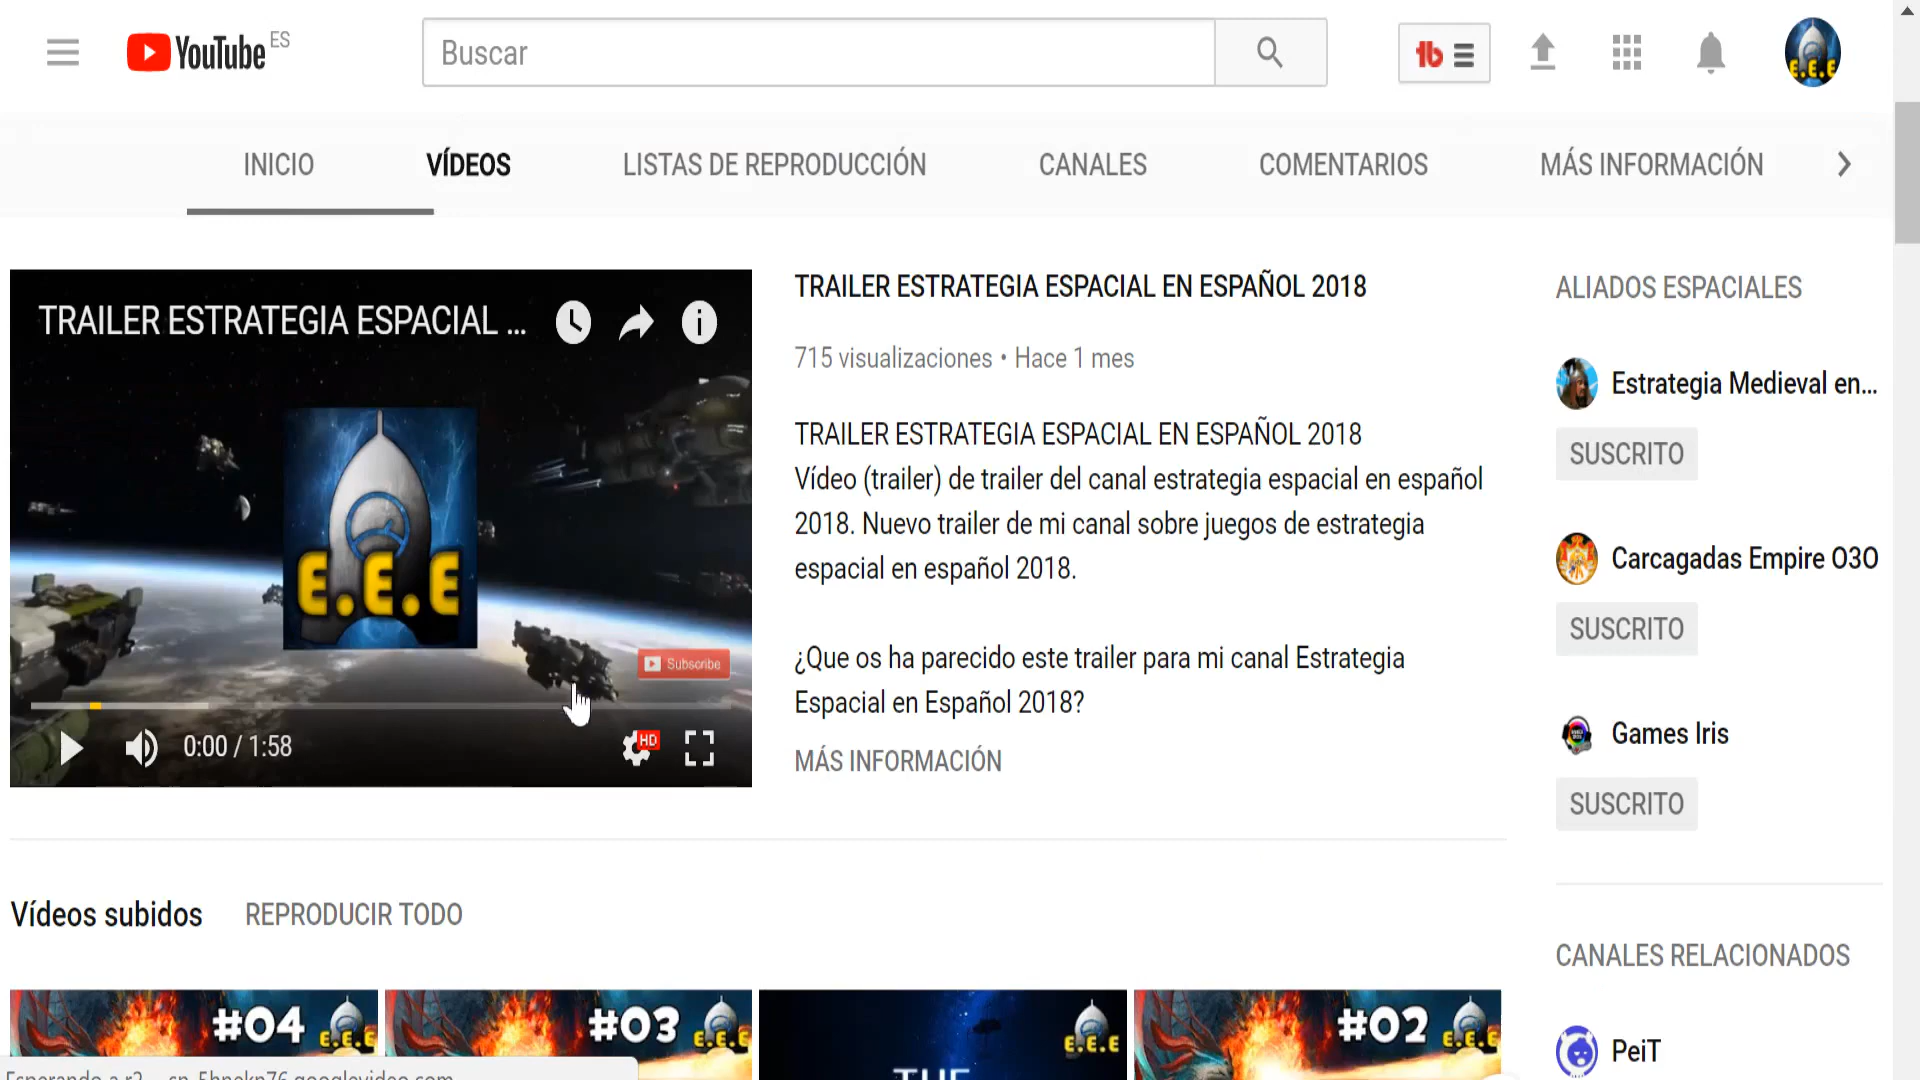 YouTube ES
Buscar
INICIO VÍDEOS LISTAS DE REPRODUCCIÓN CANALES COMENTARIOS MÁS INFORMACIÓN
TRAILER ESTRATEGIA ESPACIAL ...
E.E.E
Subscribe
0:00 / 1:58
HD
TRAILER ESTRATEGIA ESPACIAL EN ESPAÑOL 2018
715 visualizaciones • Hace 1 mes
TRAILER ESTRATEGIA ESPACIAL EN ESPAÑOL 2018
Vídeo (trailer) de trailer del canal estrategia espacial en español
2018. Nuevo trailer de mi canal sobre juegos de estrategia
espacial en español 2018.
¿Que os ha parecido este trailer para mi canal Estrategia
Espacial en Español 2018?
MÁS INFORMACIÓN
ALIADOS ESPACIALES
Estrategia Medieval en...
SUSCRITO
Carcagadas Empire O3O
SUSCRITO
Games Iris
SUSCRITO
CANALES RELACIONADOS
PeiT
Vídeos subidos REPRODUCIR TODO
#04 E.E.E
#03 E.E.E
E.E.E
THE
#02 E.E.E